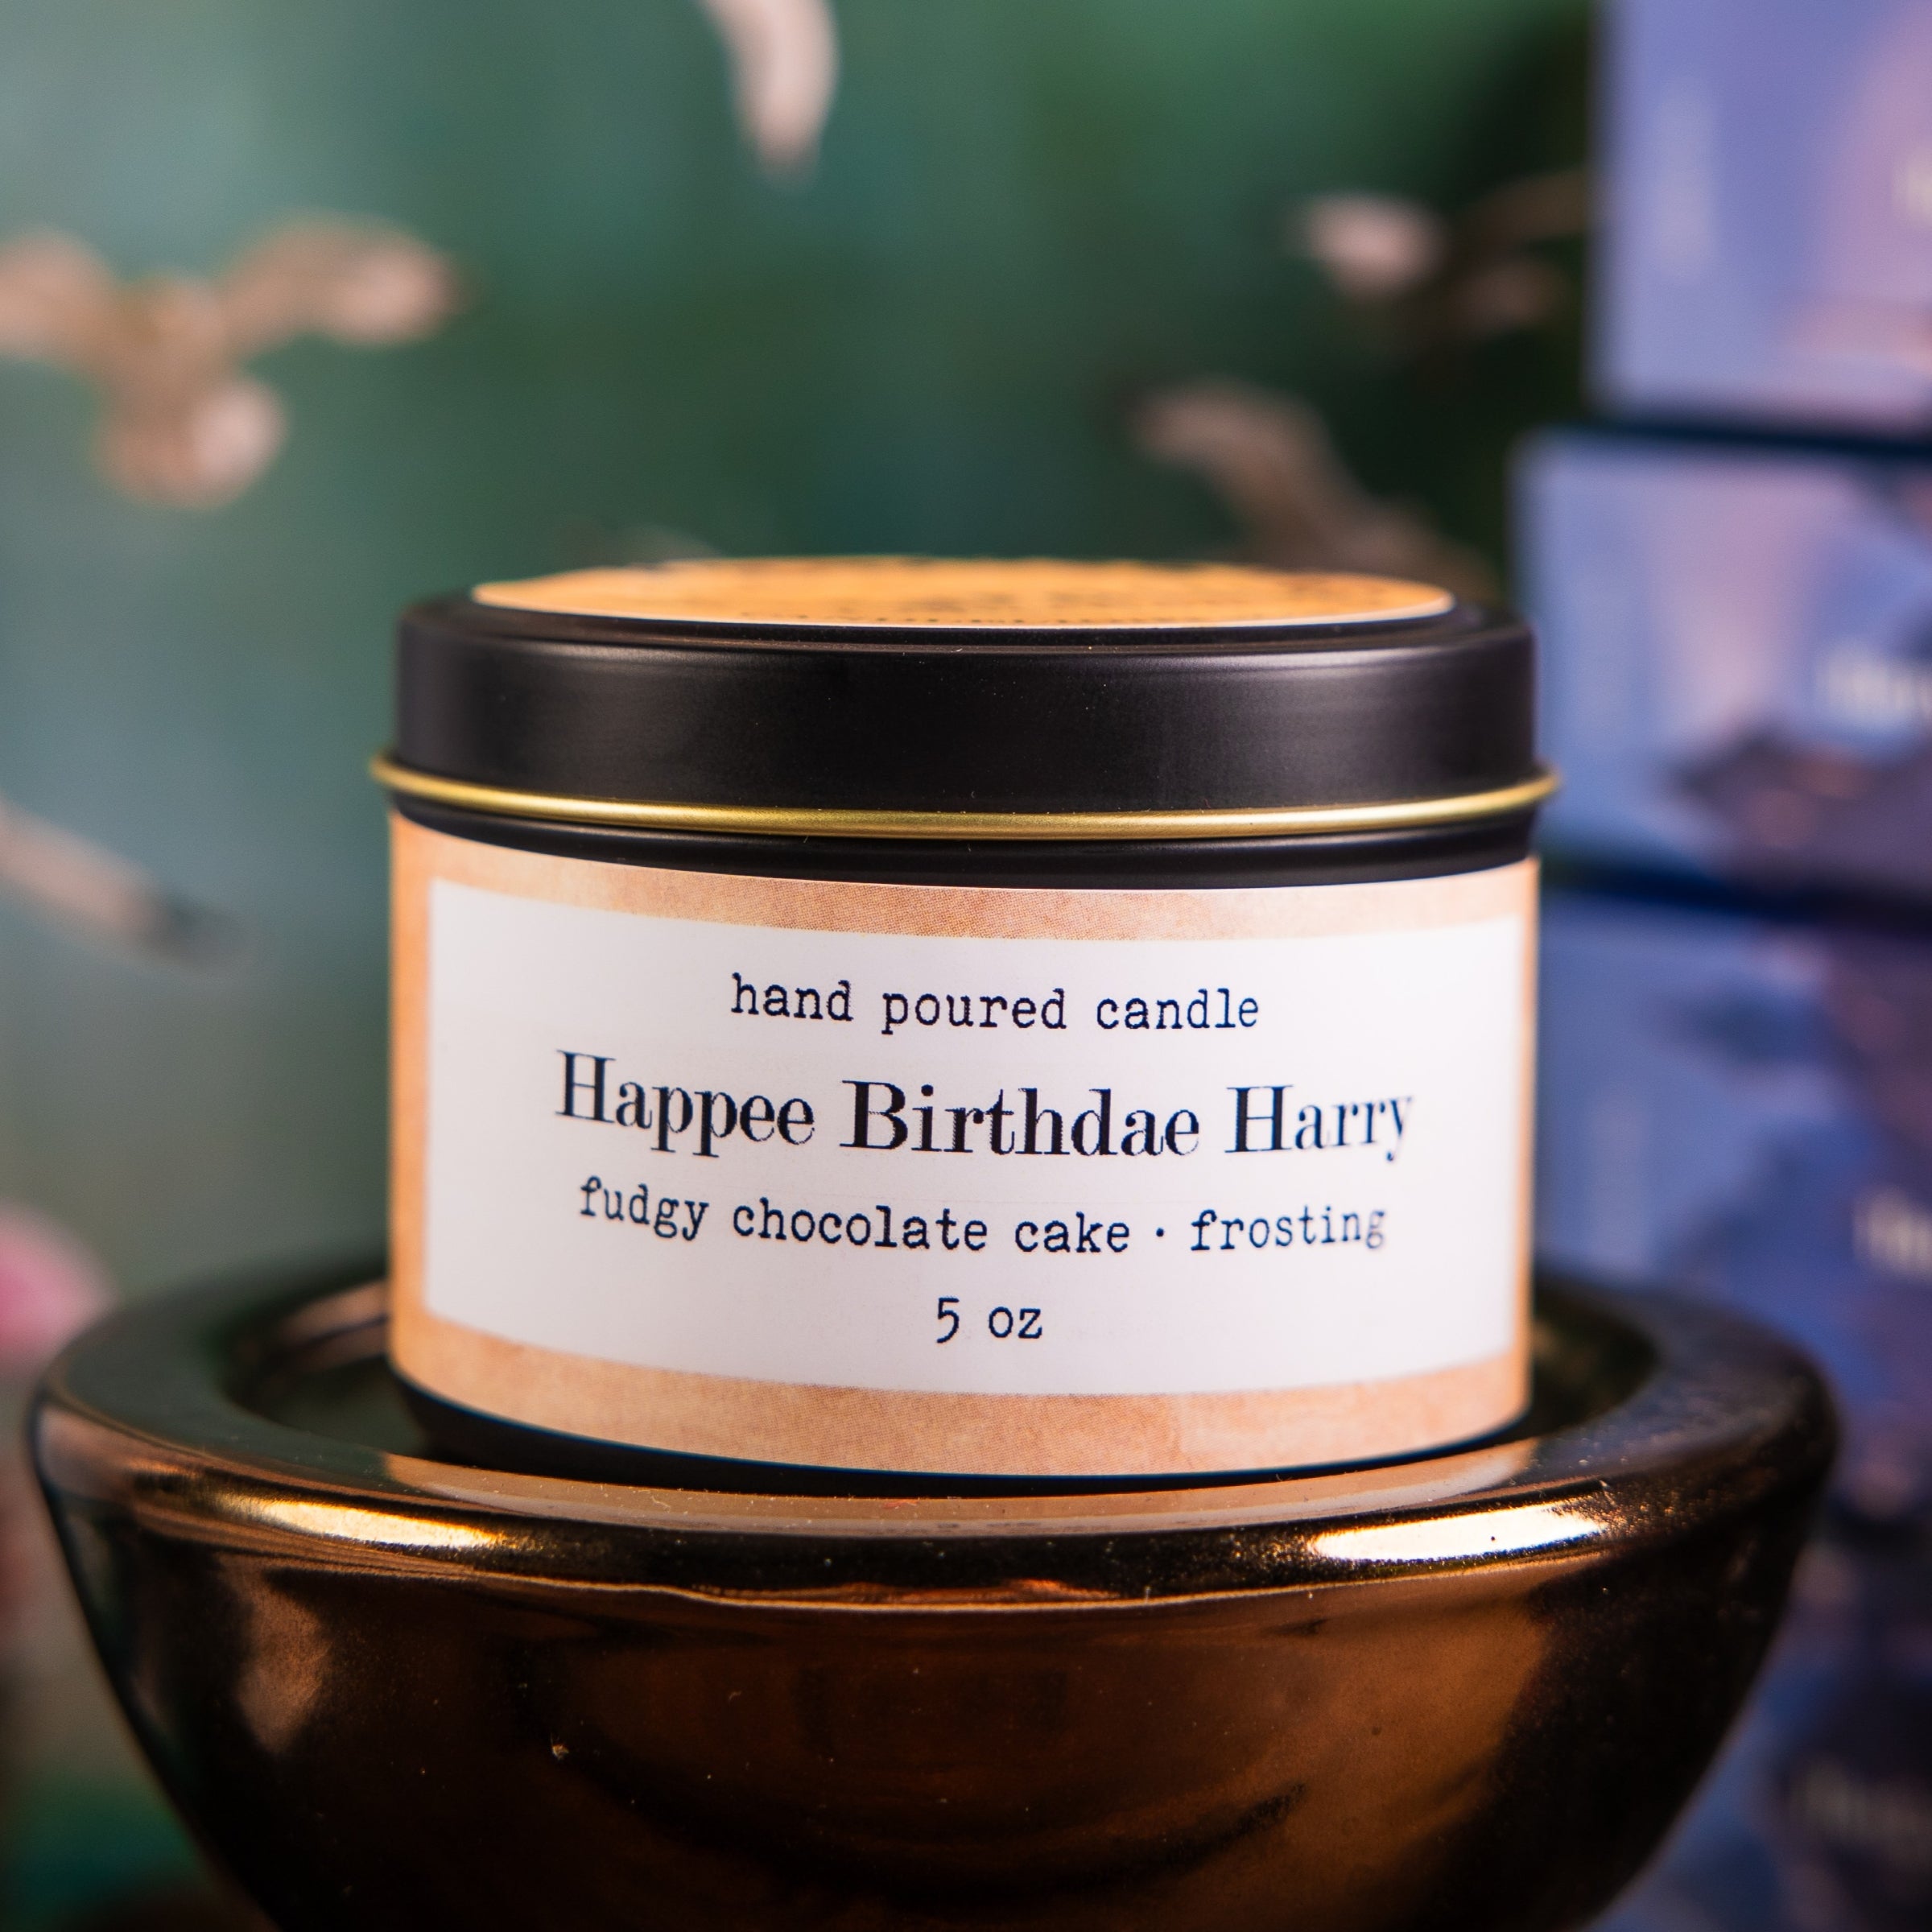 hand poured candle
Happee Birthdae Harry
fudgy chocolate cake · frosting
5 oz